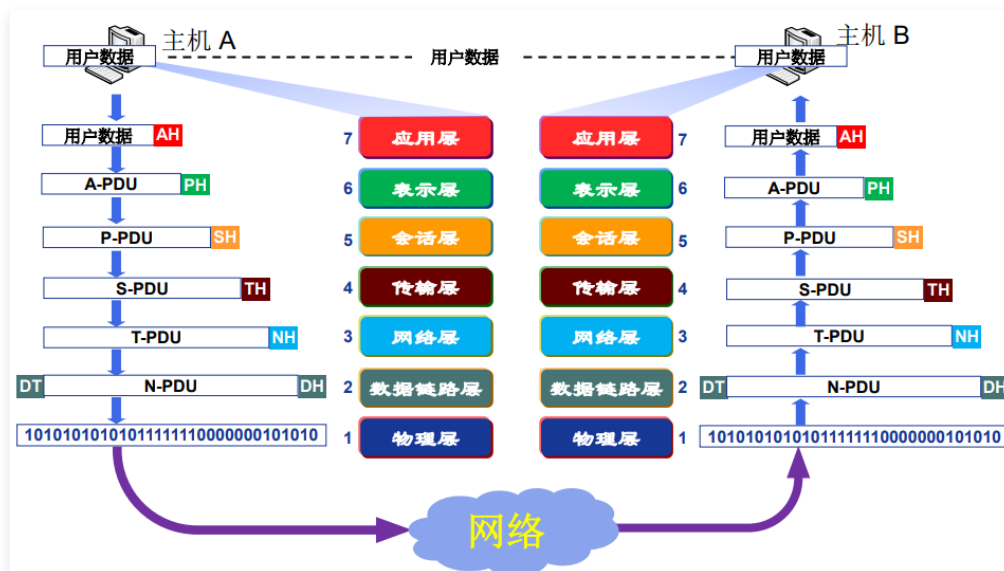 主机 A
主机 B
用户数据
用户数据
用户数据
用户数据 AH
7 应用层
应用层 7
用户数据 AH
A-PDU PH
6 表示层
表示层 6
A-PDU PH
P-PDU SH
5 会话层
会话层 5
P-PDU SH
S-PDU TH
4 传输层
传输层 4
S-PDU TH
T-PDU NH
3 网络层
网络层 3
T-PDU NH
DT N-PDU DH
2 数据链路层
数据链路层 2
DT N-PDU DH
10101010101011111110000000101010
1 物理层
物理层 1
10101010101011111110000000101010
网络